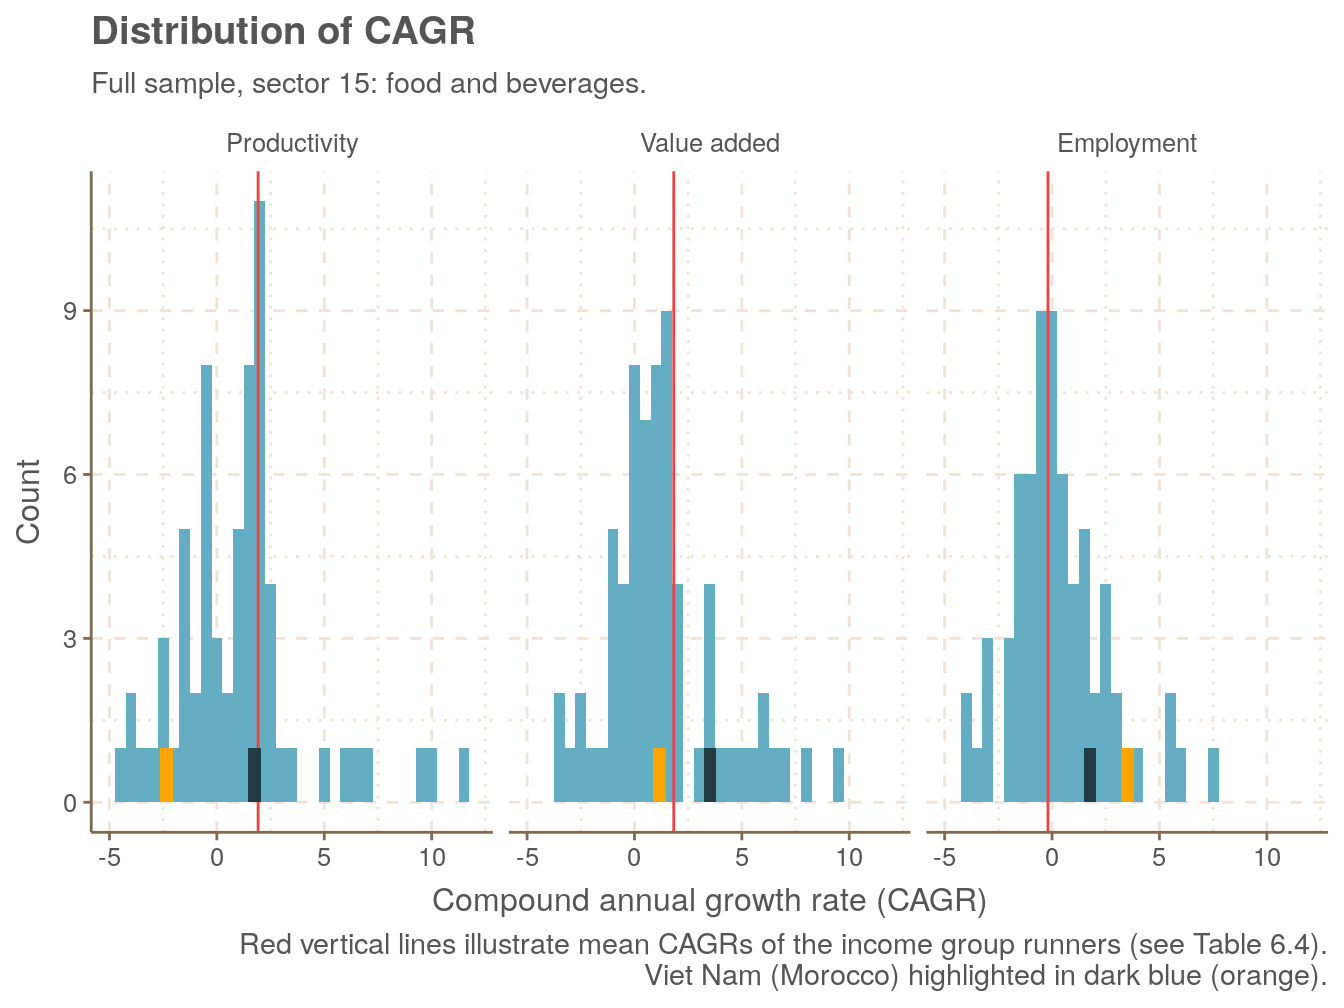 Distribution of CAGR
Full sample, sector 15: food and beverages.
Productivity Value added Employment
Count
9
6
3
0
-5 0 5 10 -5 0 5 10 -5 0 5 10
Compound annual growth rate (CAGR)
Red vertical lines illustrate mean CAGRs of the income group runners (see Table 6.4).
Viet Nam (Morocco) highlighted in dark blue (orange).